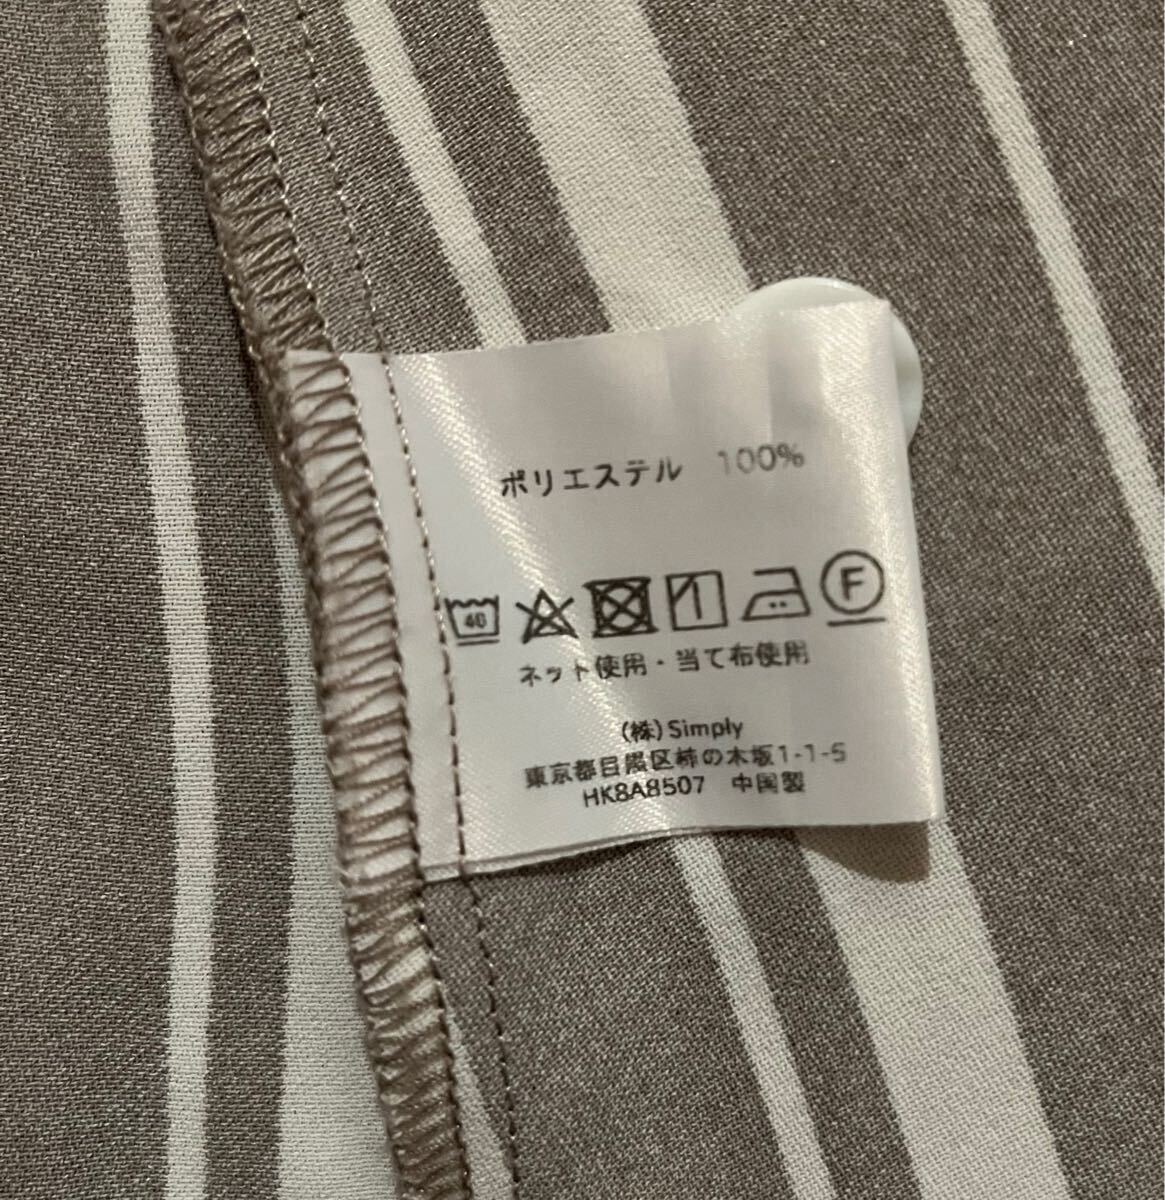 ポリエステル 100%
40 F
ネット使用・当て布使用
(株)Simply
東京都目黒区柿の木坂1-1-5
HK8A8507 中国製